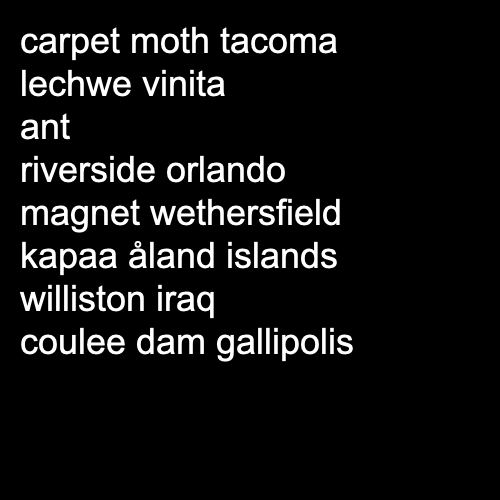 carpet moth tacoma
lechwe vinita
ant
riverside orlando
magnet wethersfield
kapaa åland islands
williston iraq
coulee dam gallipolis